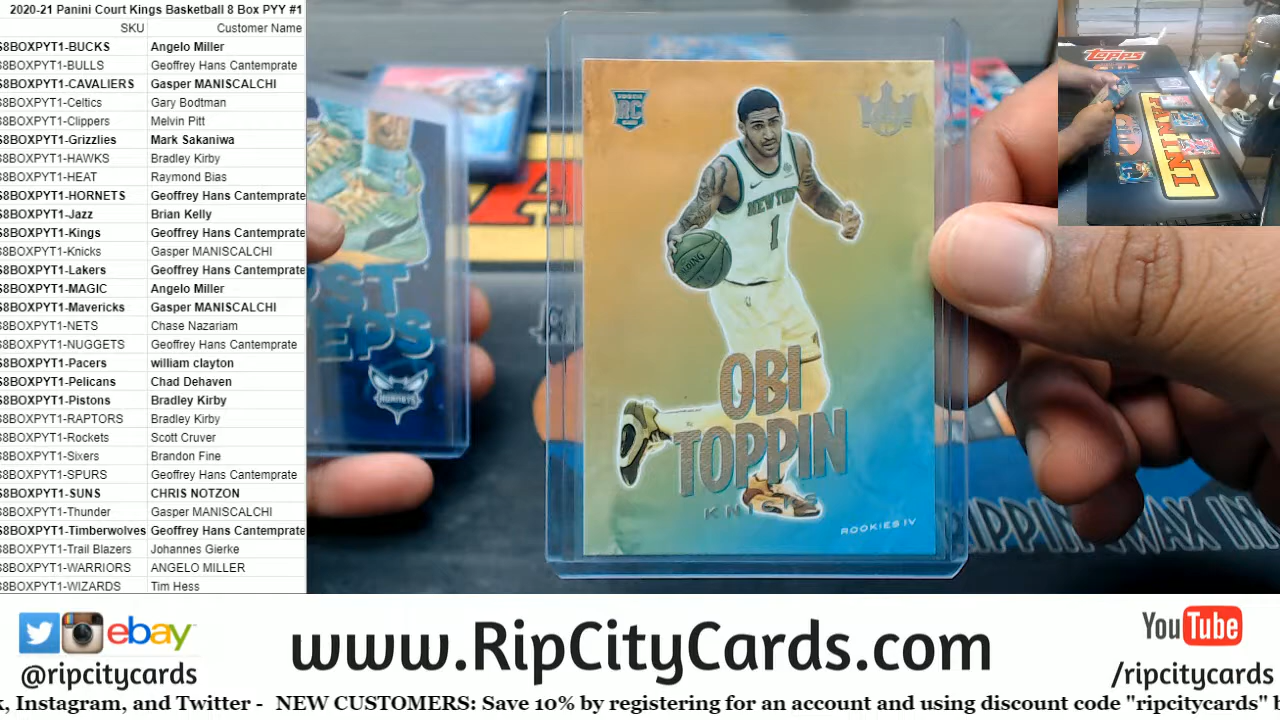 2020-21 Panini Court Kings Basketball 8 Box PYY #1
SKU Customer Name
S8BOXPYT1-BUCKS Angelo Miller
S8BOXPYT1-BULLS Geoffrey Hans Cantemprate
S8BOXPYT1-CAVALIERS Gasper MANISCALCHI
S8BOXPYT1-Celtics Gary Bodtman
S8BOXPYT1-Clippers Melvin Pitt
S8BOXPYT1-Grizzlies Mark Sakaniwa
S8BOXPYT1-HAWKS Bradley Kirby
S8BOXPYT1-HEAT Raymond Bias
S8BOXPYT1-HORNETS Geoffrey Hans Cantemprate
S8BOXPYT1-Jazz Brian Kelly
S8BOXPYT1-Kings Geoffrey Hans Cantemprate
S8BOXPYT1-Knicks Gasper MANISCALCHI
S8BOXPYT1-Lakers Geoffrey Hans Cantemprate
S8BOXPYT1-MAGIC Angelo Miller
S8BOXPYT1-Mavericks Gasper MANISCALCHI
S8BOXPYT1-NETS Chase Nazariam
S8BOXPYT1-NUGGETS Geoffrey Hans Cantemprate
S8BOXPYT1-Pacers william clayton
S8BOXPYT1-Pelicans Chad Dehaven
S8BOXPYT1-Pistons Bradley Kirby
S8BOXPYT1-RAPTORS Bradley Kirby
S8BOXPYT1-Rockets Scott Cruver
S8BOXPYT1-Sixers Brandon Fine
S8BOXPYT1-SPURS Geoffrey Hans Cantemprate
S8BOXPYT1-SUNS CHRIS NOTZON
S8BOXPYT1-Thunder Gasper MANISCALCHI
S8BOXPYT1-Timberwolves Geoffrey Hans Cantemprate
S8BOXPYT1-Trail Blazers Johannes Gierke
S8BOXPYT1-WARRIORS ANGELO MILLER
S8BOXPYT1-WIZARDS Tim Hess
RC
NEW YORK
1
OBI
TOPPIN
ROOKIES IV
HORNETS
RIPPIN WAX IN
Topps
PANINI
ebay
@ripcitycards
www.RipCityCards.com
YouTube
/ripcitycards
, Instagram, and Twitter - NEW CUSTOMERS: Save 10% by registering for an account and using discount code "ripcitycards"